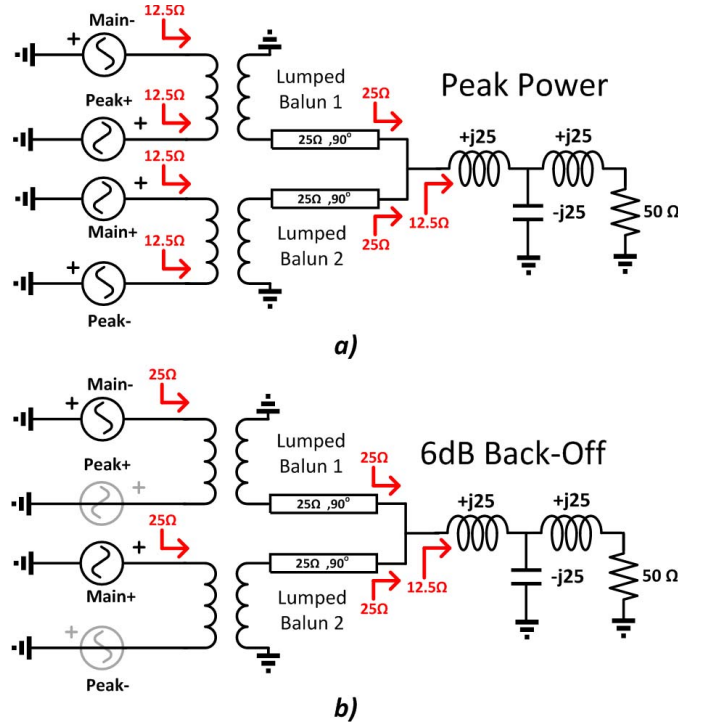 12.5Ω
Main-
+
Peak+
12.5Ω
+
Lumped
Balun 1
25Ω
Peak Power
25Ω ,90°
+j25
+j25
12.5Ω
+
Main+
25Ω ,90°
-j25
50 Ω
12.5Ω
+
Peak-
Lumped
Balun 2
25Ω
12.5Ω
a)
25Ω
Main-
+
Peak+
+
Lumped
Balun 1
25Ω
6dB Back-Off
25Ω ,90°
+j25
+j25
25Ω
+
Main+
25Ω ,90°
-j25
50 Ω
+
Peak-
Lumped
Balun 2
25Ω
12.5Ω
b)